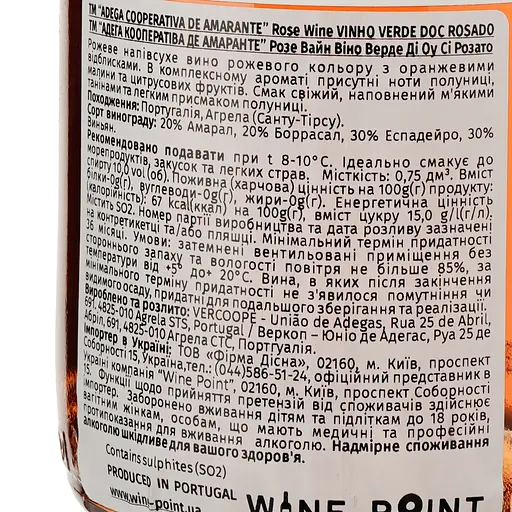 ™ "ADEGA COOPERATIVA DE AMARANTE" Rose Wine VINHO VERDE DOC ROSADO
™ "АДЕГА КООПЕРАТІВА ДЕ АМАРАНТЕ" Розе Вайн Віно Верде Ді Оу Сі Розато
Рожеве напівсухе вино рожевого кольору з оранжевими
відблисками. В комплексному ароматі присутні ноти полуниці,
малини та цитрусових фруктів. Смак свіжий, наповнений м'якими
танінами та легким присмаком полуниці.
Походження: Португалія, Агрела (Санту-Тірсу).
Сорт винограду: 20% Амарал, 20% Боррасал, 30% Еспадейро, 30%
Виньян.
Рекомендовано подавати при t 8-10°C. Ідеально смакує до
морепродуктів, закусок та легких страв. Місткість: 0,75 дм³. Вміст
спирту 10,0 vol (об). Поживна (харчова) цінність на 100g(г) продукту:
білки-0g(г), вуглеводи-0g(г), жири-0g(г). Енергетична цінність
(калорійність): 67 kcal(ккал) на 100g(г), вміст цукру 15,0 g/l(г/л).
Містить SO2. Номер партії виробництва та дата розливу зазначені
на контретикетці та/або пляшці. Мінімальний термін придатності
36 місяців. Умови: затемнені вентильовані приміщення без
стороннього запаху та вологості повітря не більше 85%, за
температури від +5° до+ 20°C. Вина, в яких після закінчення
мінімального терміну придатності не з'явилося помутніння чи
видимого осаду, придатні для подальшого зберігання та реалізації.
Вироблено та розлито: VERCOOPE - União de Adegas, Rua 25 de Abril,
691, 4825-010 Agrela STS, Portugal / Веркоп – Юніо де Адегас, Руа 25 де
Абріл, 691, 4825-010 Агрела СТС, Португалія.
Імпортер в Україні: ТОВ «Фірма Дісна», 02160, м. Київ, проспект
Соборності 15, Україна, тел.: (044)586-51-24, офіційний представник в
Україні компанія "Wine Point", 02160, м. Київ, проспект Соборності
15. Функції щодо прийняття претензій від споживачів здійснює
імпортер. Заборонено вживання дітям та підліткам до 18 років,
вагітним жінкам, особам, що мають медичні та професійні
протипоказання для вживання алкоголю. Надмірне споживання
алкоголю шкідливе для вашого здоров'я.
Contains sulphites (SO2)
PRODUCED IN PORTUGAL
www.wine-point.ua
WINE POINT